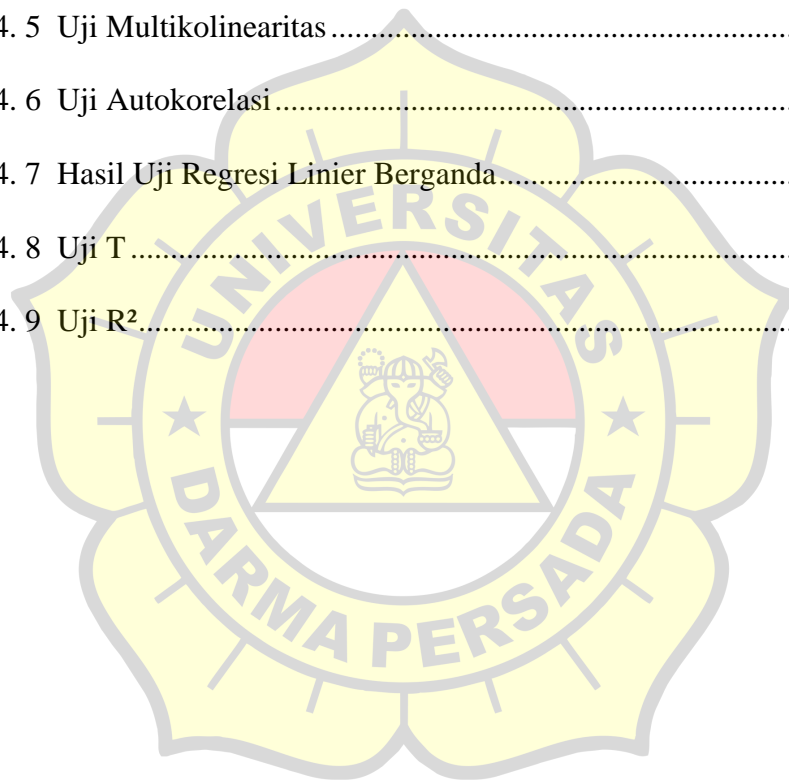 4. 5 Uji Multikolinearitas ......................................................
4. 6 Uji Autokorelasi.............................................................
4. 7 Hasil Uji Regresi Linier Berganda...................................
4. 8 Uji T ..............................................................................
4. 9 Uji R².............................................................................
UNIVERSITAS
DARMA PERSADA